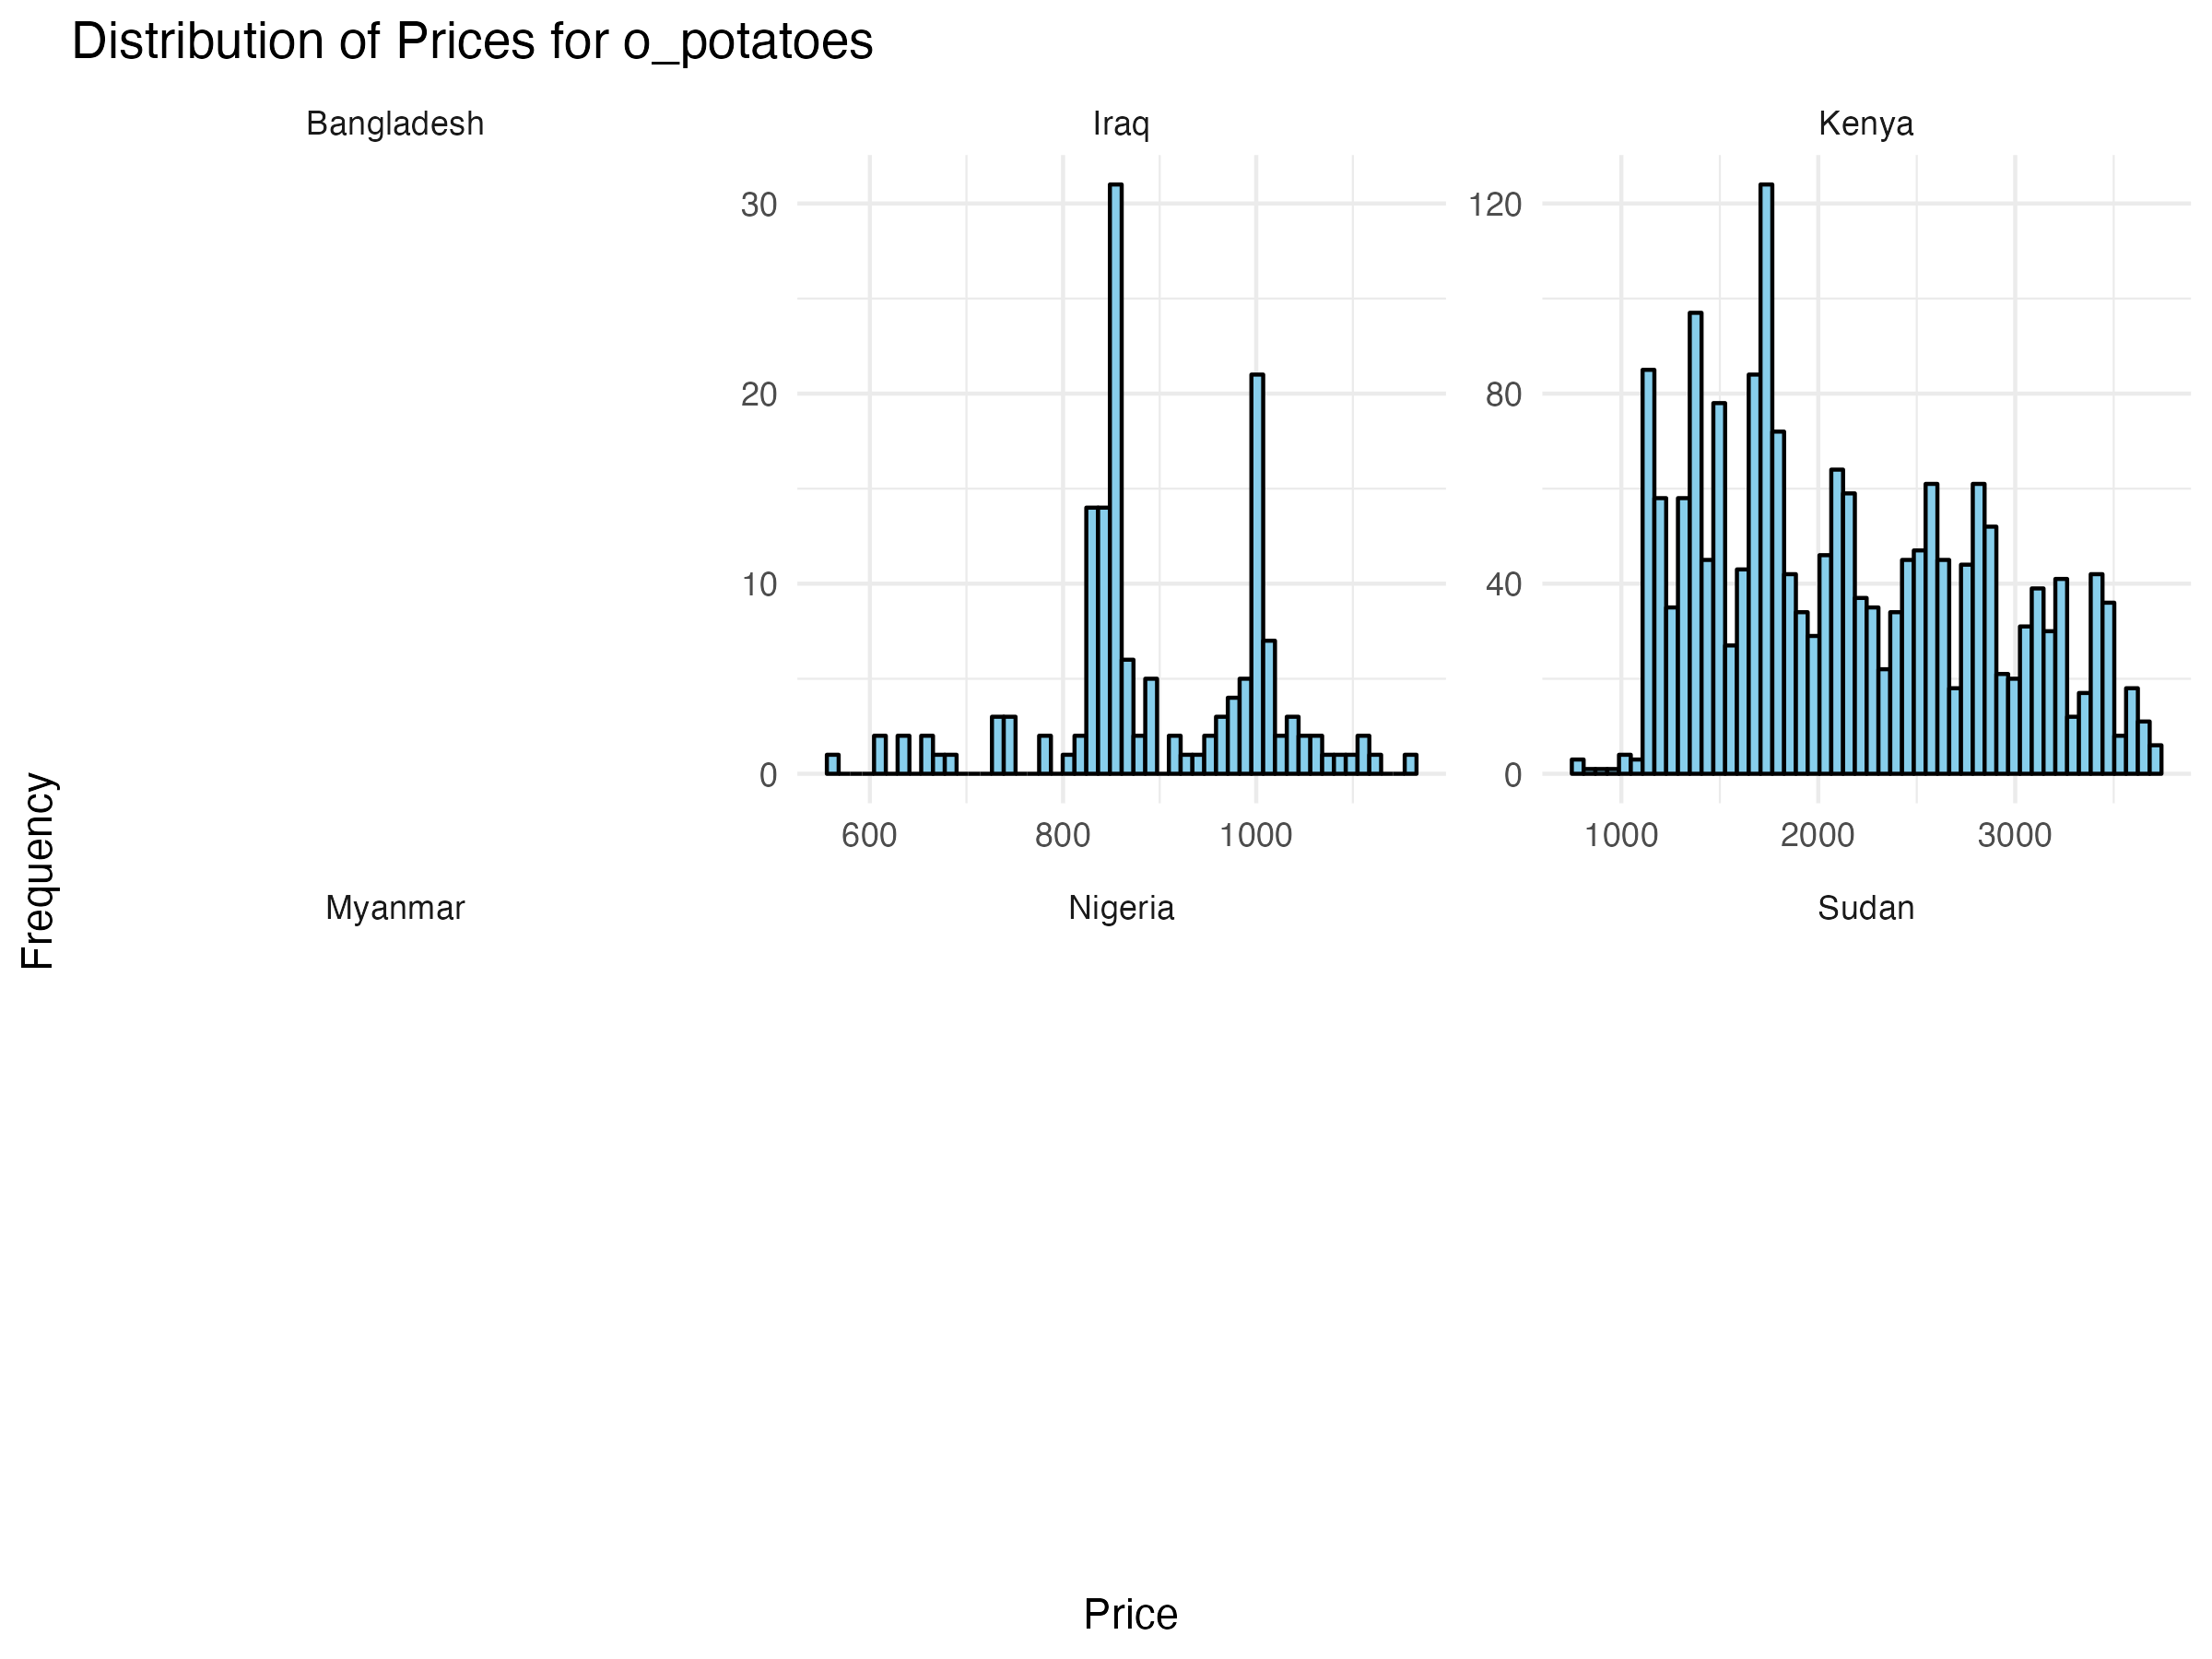 Distribution of Prices for o_potatoes
Bangladesh
Iraq
Kenya
30
20
10
0
120
80
40
0
600 800 1000
1000 2000 3000
Myanmar
Nigeria
Sudan
Frequency
Price